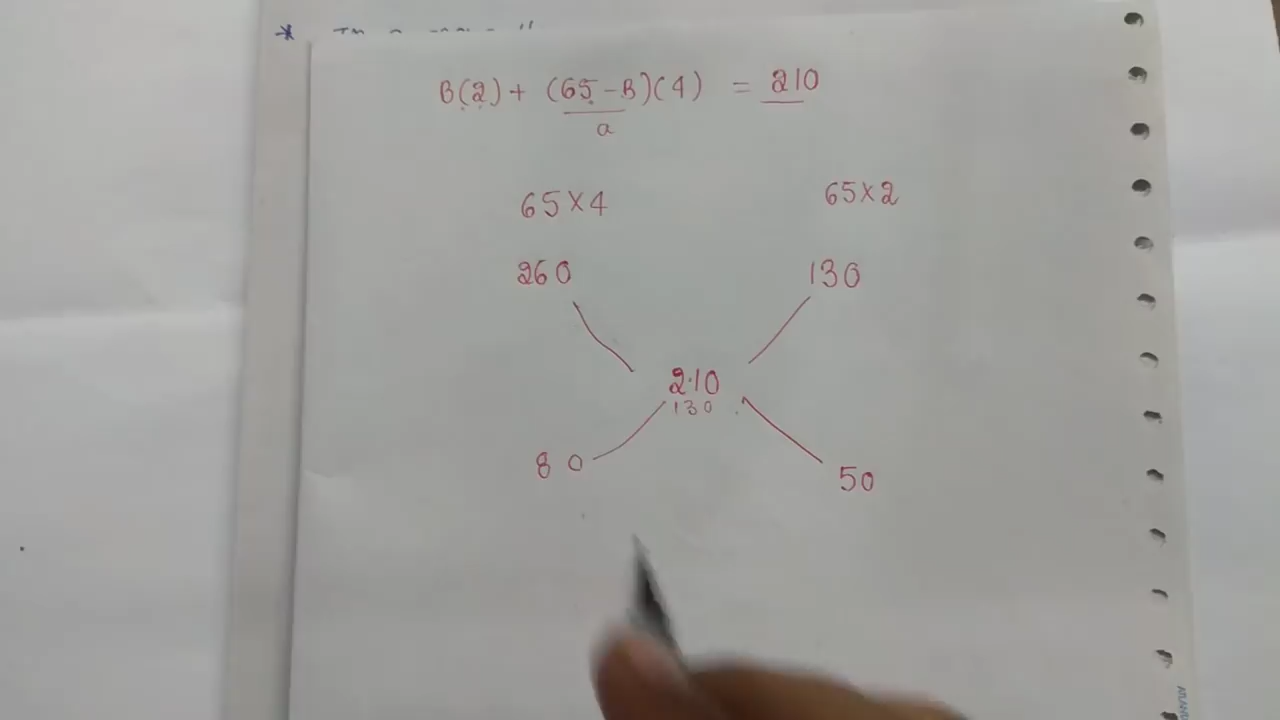 B(2) + (65 - B)(4) = 210
a
65 X 4 65 X 2
260 130
210
130
80 50